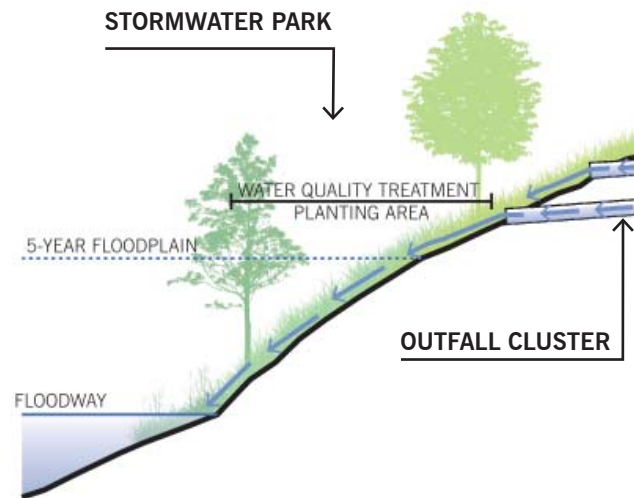 STORMWATER PARK
WATER QUALITY TREATMENT
PLANTING AREA
5-YEAR FLOODPLAIN
OUTFALL CLUSTER
FLOODWAY